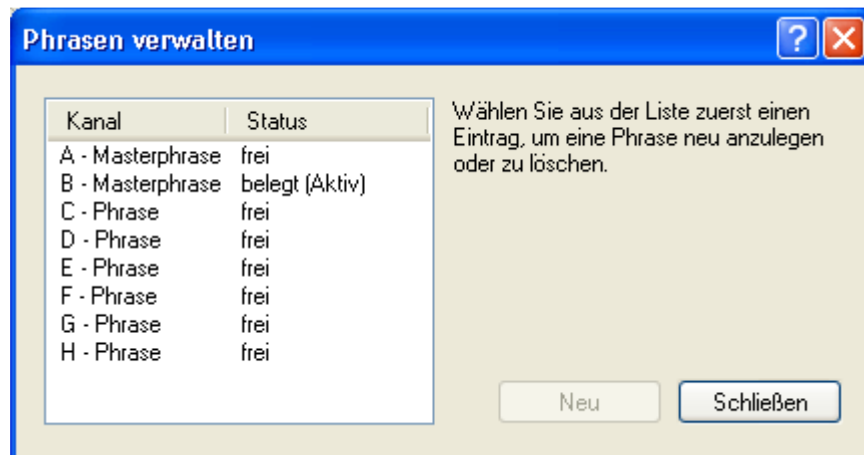 Phrasen verwalten
Kanal Status
A - Masterphrase frei
B - Masterphrase belegt (Aktiv)
C - Phrase frei
D - Phrase frei
E - Phrase frei
F - Phrase frei
G - Phrase frei
H - Phrase frei
Wählen Sie aus der Liste zuerst einen
Eintrag, um eine Phrase neu anzulegen
oder zu löschen.
Neu Schließen